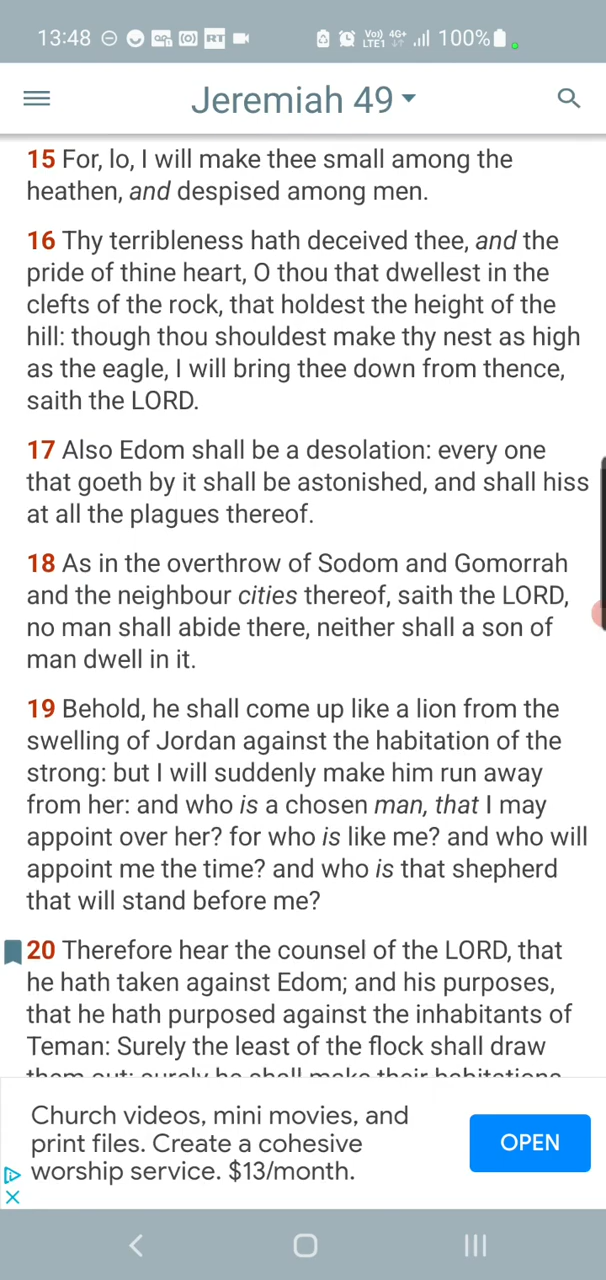 13:48 RT Vo) LTE1 4G+ 100%
Jeremiah 49
15 For, lo, I will make thee small among the
heathen, and despised among men.
16 Thy terribleness hath deceived thee, and the
pride of thine heart, O thou that dwellest in the
clefts of the rock, that holdest the height of the
hill: though thou shouldest make thy nest as high
as the eagle, I will bring thee down from thence,
saith the LORD.
17 Also Edom shall be a desolation: every one
that goeth by it shall be astonished, and shall hiss
at all the plagues thereof.
18 As in the overthrow of Sodom and Gomorrah
and the neighbour cities thereof, saith the LORD,
no man shall abide there, neither shall a son of
man dwell in it.
19 Behold, he shall come up like a lion from the
swelling of Jordan against the habitation of the
strong: but I will suddenly make him run away
from her: and who is a chosen man, that I may
appoint over her? for who is like me? and who will
appoint me the time? and who is that shepherd
that will stand before me?
20 Therefore hear the counsel of the LORD, that
he hath taken against Edom; and his purposes,
that he hath purposed against the inhabitants of
Teman: Surely the least of the flock shall draw
them out: surely he shall make their habitations
Church videos, mini movies, and
print files. Create a cohesive
worship service. $13/month.
OPEN